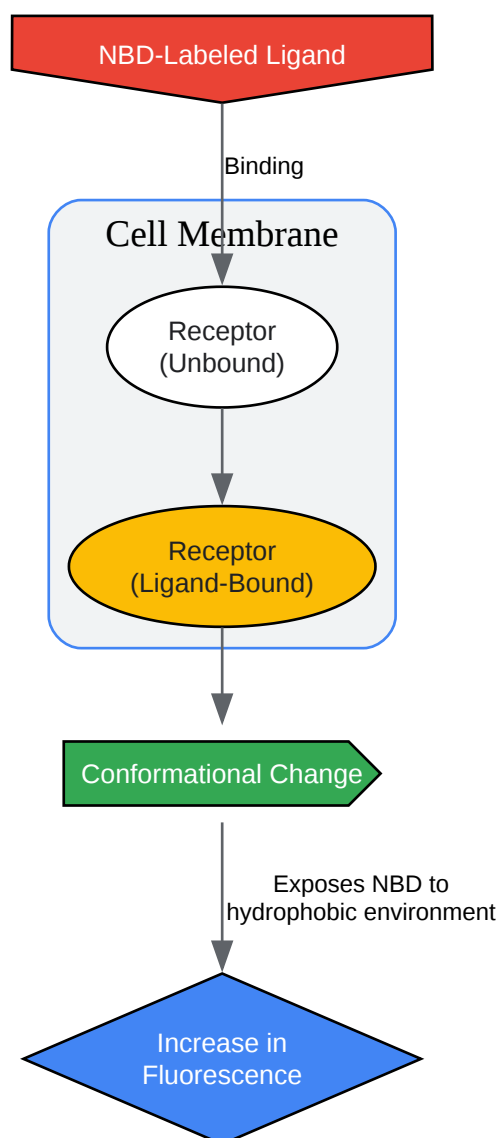 NBD-Labeled Ligand
Binding
Cell Membrane
Receptor
(Unbound)
Receptor
(Ligand-Bound)
Conformational Change
Exposes NBD to
hydrophobic environment
Increase in
Fluorescence